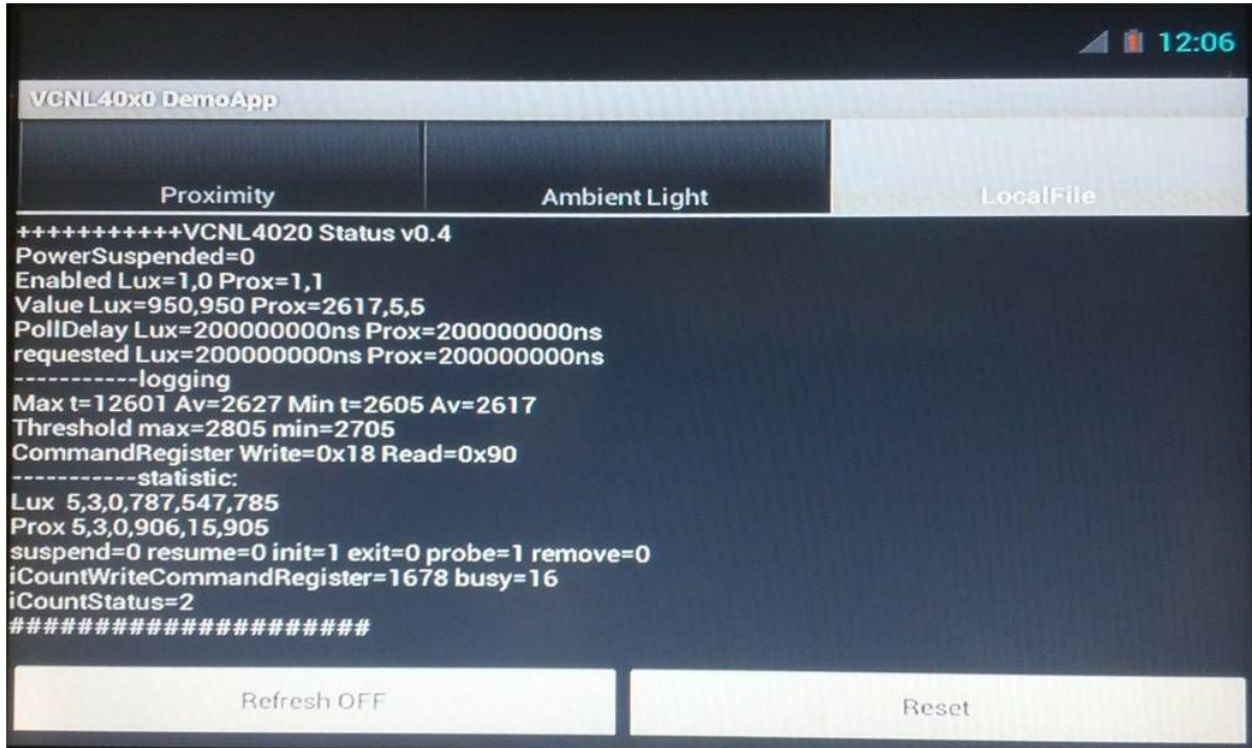 12:06
VCNL40x0 DemoApp
Proximity Ambient Light LocalFile
+++++++++++VCNL4020 Status v0.4
PowerSuspended=0
Enabled Lux=1,0 Prox=1,1
Value Lux=950,950 Prox=2617,5,5
PollDelay Lux=200000000ns Prox=200000000ns
requested Lux=200000000ns Prox=200000000ns
-----------logging
Max t=12601 Av=2627 Min t=2605 Av=2617
Threshold max=2805 min=2705
CommandRegister Write=0x18 Read=0x90
-----------statistic:
Lux 5,3,0,787,547,785
Prox 5,3,0,906,15,905
suspend=0 resume=0 init=1 exit=0 probe=1 remove=0
iCountWriteCommandRegister=1678 busy=16
iCountStatus=2
#####################
Refresh OFF Reset